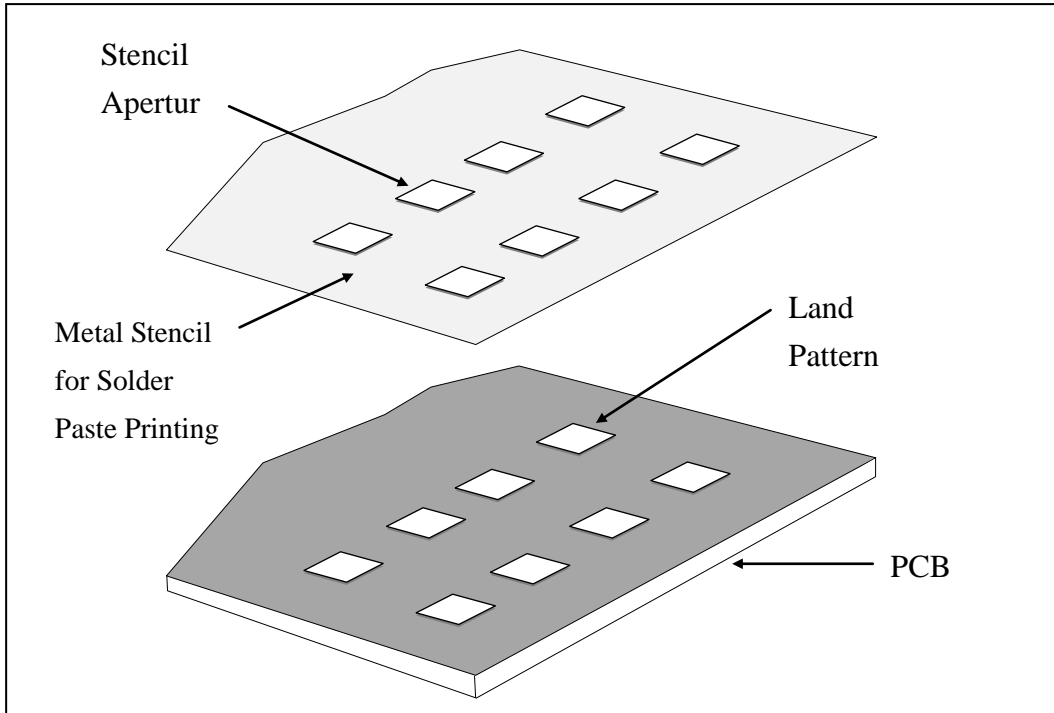 Stencil
Apertur
Metal Stencil
for Solder
Paste Printing
Land
Pattern
PCB